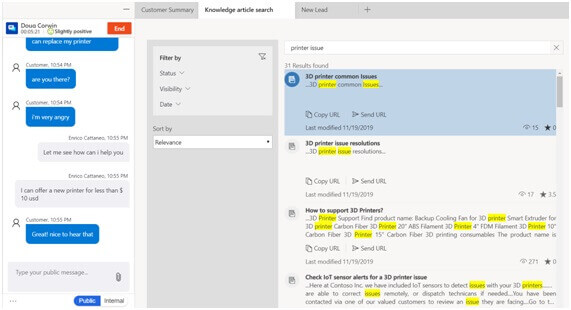 Doug Corwin
00:05:21 Slightly positive
End
can replace my printer
Customer, 10:54 PM
are you there?
Customer, 10:54 PM
i'm very angry
Enrico Cattaneo, 10:55 PM
Let me see how can i help you
Enrico Cattaneo, 10:55 PM
I can offer a new printer for less than $
10 usd
Customer, 10:55 PM
Great! nice to hear that
Type your public message...
Public Internal
Customer Summary
Knowledge article search
New Lead
Filter by
Status
Visibility
Date
Sort by
Relevance
printer issue
31 Results found
3D printer common Issues
...3D printer common Issues...
Copy URL Send URL
Last modified 11/19/2019
15 0
3D printer issue resolutions
...3D printer issue resolutions...
Copy URL Send URL
Last modified 11/19/2019
17 3.5
How to support 3D Printers?
...3D Printer Support Find product name: Backup Cooling Fan for 3D printer Smart Extruder for
3D printer Carbon Fiber 3D Printer 20" ABS Filament 3D Printer 4" FDM Filament 3D Printer 10"
Carbon Fiber 3D Printer 15" Carbon Fiber 3D printing consumables The product name is
Copy URL Send URL
Last modified 11/19/2019
271 0
Check IoT sensor alerts for a 3D printer issue
...Here at Contoso Inc. we have included IoT sensors to detect issues with your 3D printers......
are able to correct issues remotely, or dispatch technicians if needed....You have been
contacted via one of our valued customers to review an issue they are facing....Go to t...